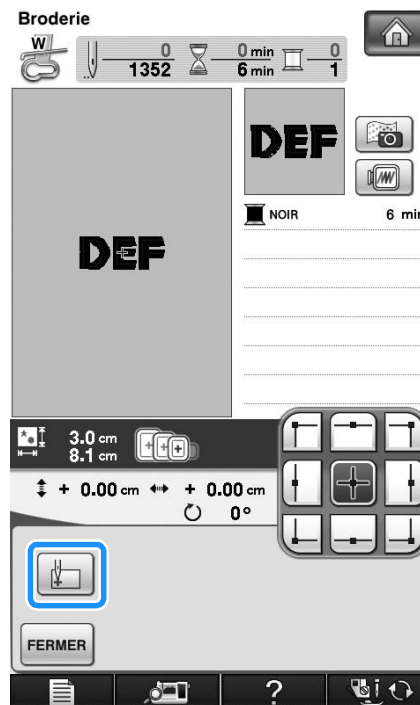 Broderie
W
0 0 min 0
1352 6 min 1
DEF
NOIR 6 min
DEF
3.0 cm
8.1 cm
+ 0.00 cm + 0.00 cm
0°
FERMER
?